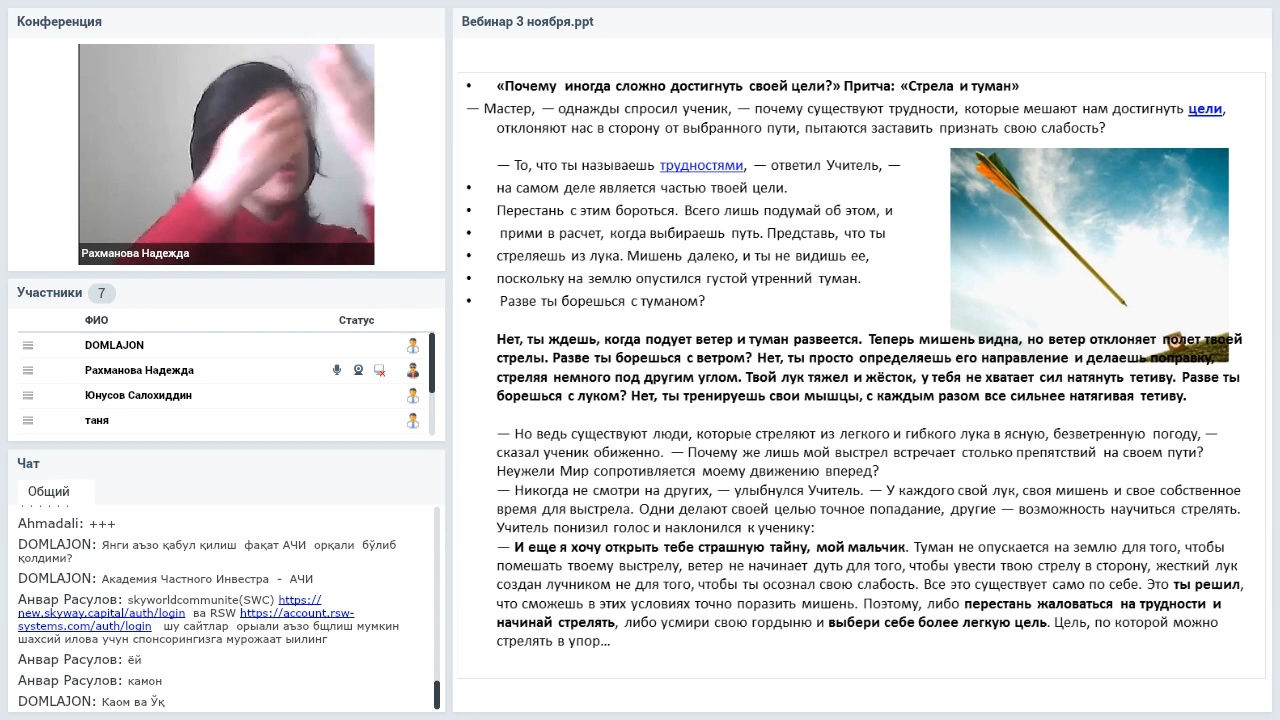 Конференция
Рахманова Надежда
Участники 7
ФИО Статус
DOMLAJON
Рахманова Надежда
Юнусов Салохиддин
таня
Чат
Общий
Ahmadali: +++
DOMLAJON: Янги аъзо қабул қилиш фақат АЧИ орқали бўлиб
қолдими?
DOMLAJON: Академия Частного Инвестра - АЧИ
Анвар Расулов: skyworldcommunite(SWC) https://
new.skyway.capital/auth/login ва RSW https://account.rsw-
systems.com/auth/login шу сайтлар орыали аъзо бщлиш мумкин
шахсий илова учун спонсорингизга мурожаат ыилинг
Анвар Расулов: ёй
Анвар Расулов: камон
DOMLAJON: Каом ва Ўқ
Вебинар 3 ноября.ppt
• «Почему иногда сложно достигнуть своей цели?» Притча: «Стрела и туман»
— Мастер, — однажды спросил ученик, — почему существуют трудности, которые мешают нам достигнуть цели,
отклоняют нас в сторону от выбранного пути, пытаются заставить признать свою слабость?
— То, что ты называешь трудностями, — ответил Учитель, —
• на самом деле является частью твоей цели.
• Перестань с этим бороться. Всего лишь подумай об этом, и
• прими в расчет, когда выбираешь путь. Представь, что ты
• стреляешь из лука. Мишень далеко, и ты не видишь ее,
• поскольку на землю опустился густой утренний туман.
• Разве ты борешься с туманом?
Нет, ты ждешь, когда подует ветер и туман развеется. Теперь мишень видна, но ветер отклоняет полет твоей
стрелы. Разве ты борешься с ветром? Нет, ты просто определяешь его направление и делаешь поправку,
стреляя немного под другим углом. Твой лук тяжел и жёсток, у тебя не хватает сил натянуть тетиву. Разве ты
борешься с луком? Нет, ты тренируешь свои мышцы, с каждым разом все сильнее натягивая тетиву.
— Но ведь существуют люди, которые стреляют из легкого и гибкого лука в ясную, безветренную погоду, —
сказал ученик обиженно. — Почему же лишь мой выстрел встречает столько препятствий на своем пути?
Неужели Мир сопротивляется моему движению вперед?
— Никогда не смотри на других, — улыбнулся Учитель. — У каждого свой лук, своя мишень и свое собственное
время для выстрела. Одни делают своей целью точное попадание, другие — возможность научиться стрелять.
Учитель понизил голос и наклонился к ученику:
— И еще я хочу открыть тебе страшную тайну, мой мальчик. Туман не опускается на землю для того, чтобы
помешать твоему выстрелу, ветер не начинает дуть для того, чтобы увести твою стрелу в сторону, жесткий лук
создан лучником не для того, чтобы ты осознал свою слабость. Все это существует само по себе. Это ты решил,
что сможешь в этих условиях точно поразить мишень. Поэтому, либо перестань жаловаться на трудности и
начинай стрелять, либо усмири свою гордыню и выбери себе более легкую цель. Цель, по которой можно
стрелять в упор…